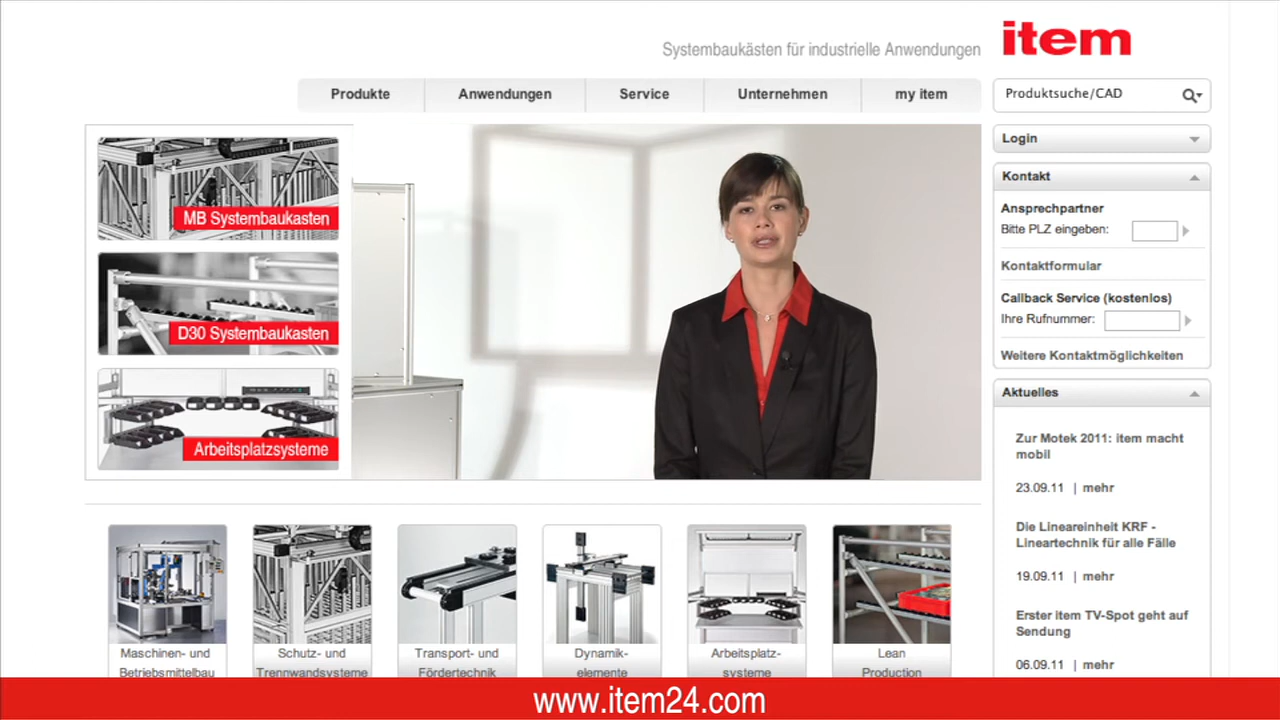 item
Systembaukästen für industrielle Anwendungen
Produkte
Anwendungen
Service
Unternehmen
my item
Produktsuche/CAD
MB Systembaukasten
D30 Systembaukasten
Arbeitsplatzsysteme
Login
Kontakt
Ansprechpartner
Bitte PLZ eingeben:
Kontaktformular
Callback Service (kostenlos)
Ihre Rufnummer:
Weitere Kontaktmöglichkeiten
Aktuelles
Zur Motek 2011: item macht
mobil
23.09.11 | mehr
Die Lineareinheit KRF -
Lineartechnik für alle Fälle
19.09.11 | mehr
Erster item TV-Spot geht auf
Sendung
06.09.11 | mehr
Maschinen- und
Betriebsmittelbau
Schutz- und
Trennwandsysteme
Transport- und
Fördertechnik
Dynamik-
elemente
Arbeitsplatz-
systeme
Lean
Production
www.item24.com